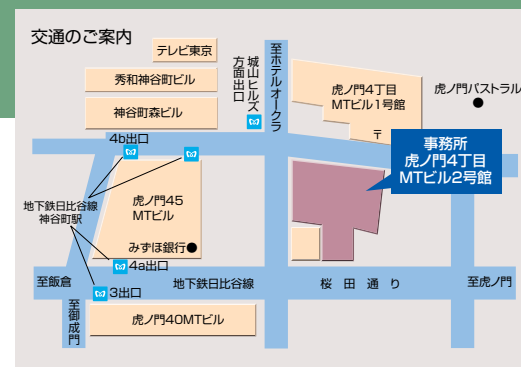 交通のご案内
テレビ東京
秀和神谷町ビル
神谷町森ビル
城山ヒルズ
方面出口
至ホテルオークラ
虎ノ門4丁目
MTビル1号館
〒
虎ノ門パストラル
事務所
虎ノ門4丁目
MTビル2号館
4b出口
地下鉄日比谷線
神谷町駅
虎ノ門45
MTビル
みずほ銀行
4a出口
至飯倉
3出口
地下鉄日比谷線
桜田通り
至虎ノ門
至御成門
虎ノ門40MTビル